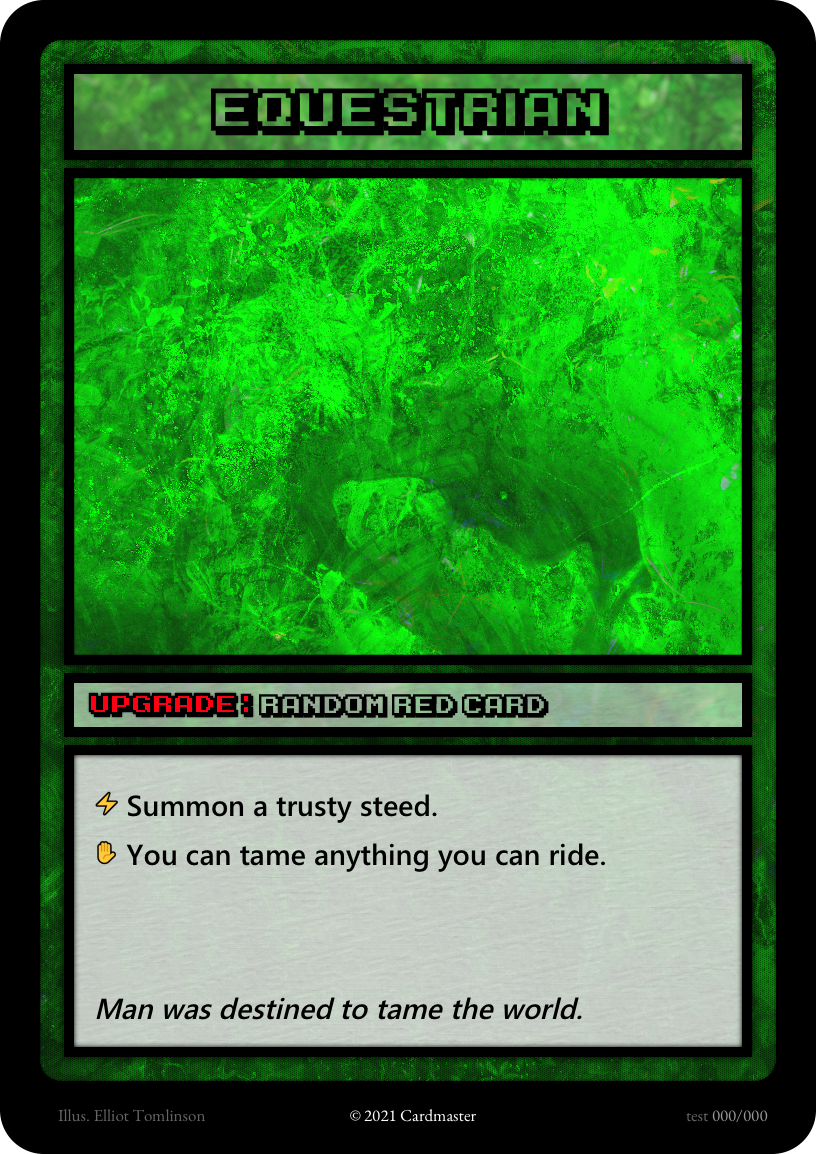 EQUESTRIAN
UPGRADE: RANDOM RED CARD
⚡ Summon a trusty steed.
✋ You can tame anything you can ride.
Man was destined to tame the world.
Illus. Elliot Tomlinson © 2021 Cardmaster test 000/000